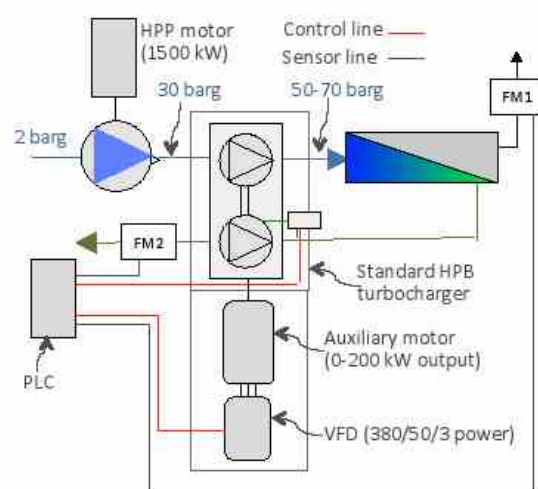 HPP motor
(1500 kW)
Control line
Sensor line
30 barg
50-70 barg
FM1
2 barg
FM2
Standard HPB
turbocharger
PLC
Auxiliary motor
(0-200 kW output)
VFD (380/50/3 power)